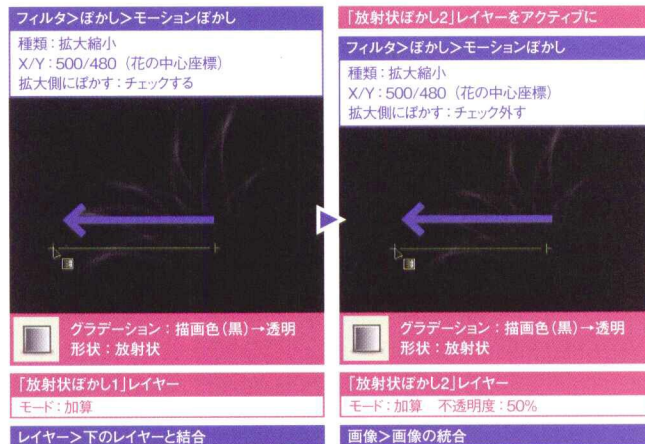 フィルタ>ぼかし>モーションぼかし
種類：拡大縮小
X/Y：500/480（花の中心座標）
拡大側にぼかす：チェックする
グラデーション：描画色(黒)→透明
形状：放射状
「放射状ぼかし1」レイヤー
モード：加算
レイヤー>下のレイヤーと結合
「放射状ぼかし2」レイヤーをアクティブに
フィルタ>ぼかし>モーションぼかし
種類：拡大縮小
X/Y：500/480（花の中心座標）
拡大側にぼかす：チェック外す
グラデーション：描画色(黒)→透明
形状：放射状
「放射状ぼかし2」レイヤー
モード：加算　不透明度：50%
画像>画像の統合